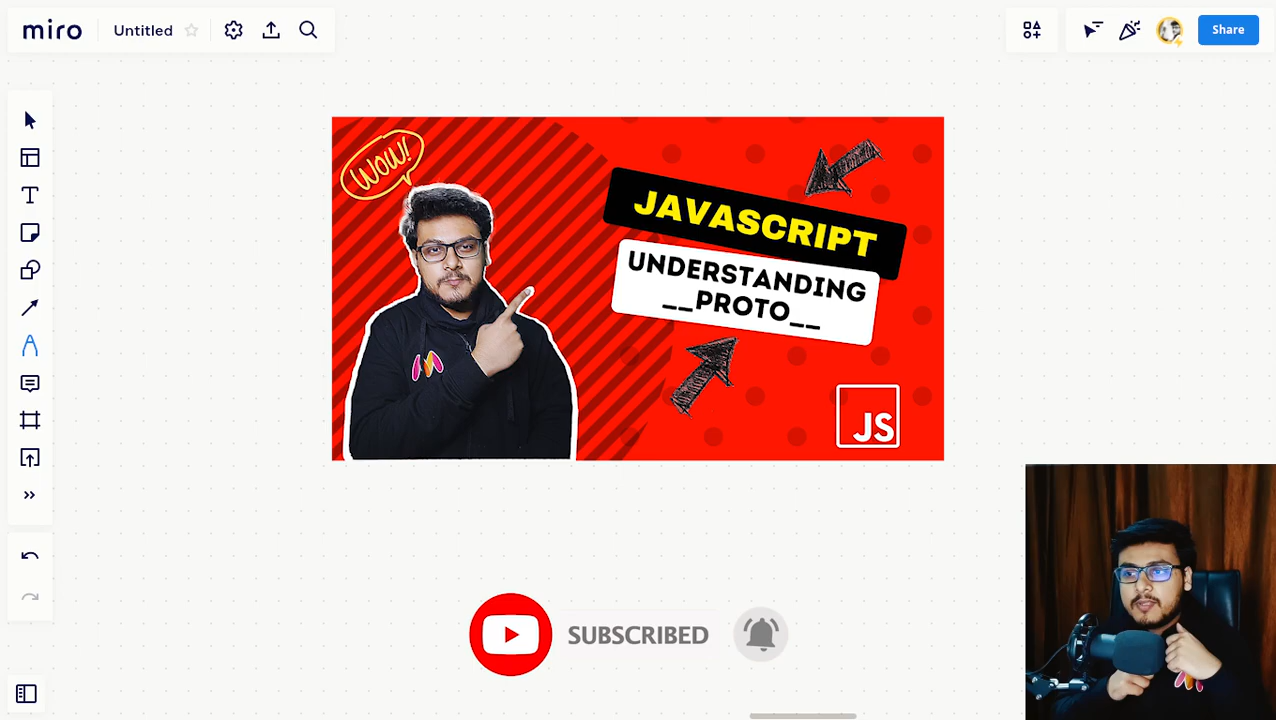 miro
Untitled
Share
WOW!
JAVASCRIPT
UNDERSTANDING
__PROTO__
JS
SUBSCRIBED